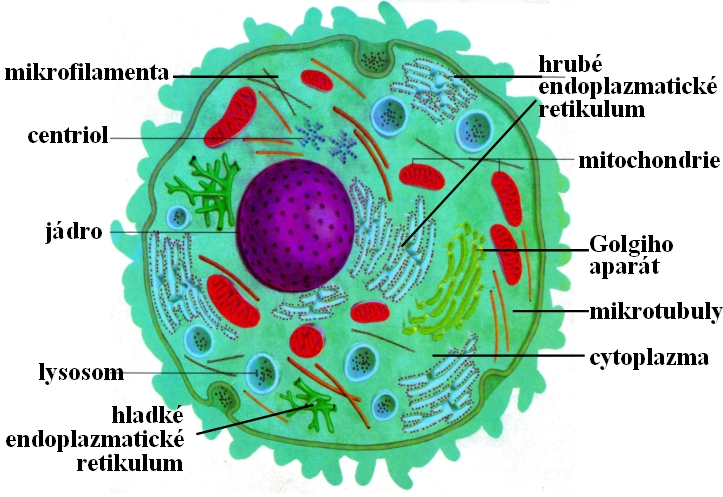 mikrofilamenta
centriol
jádro
lysosom
hladké
endoplazmatické
retikulum
hrubé
endoplazmatické
retikulum
mitochondrie
Golgiho
aparát
mikrotubuly
cytoplazma